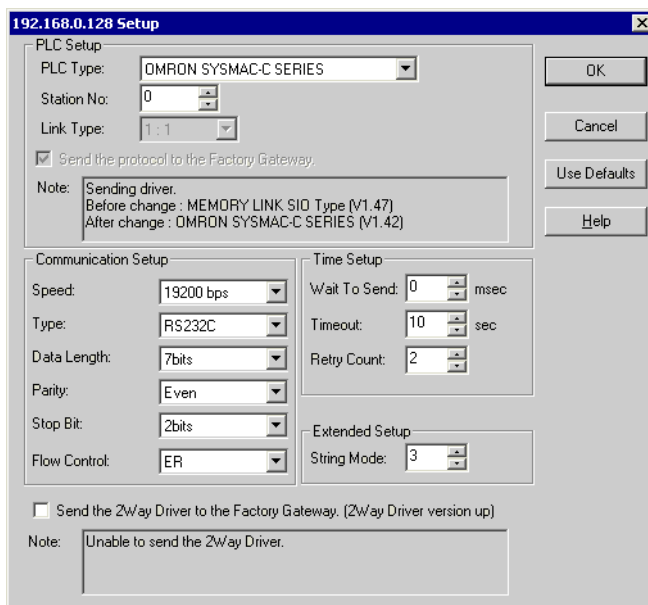 192.168.0.128 Setup
PLC Setup
PLC Type: OMRON SYSMAC-C SERIES
Station No: 0
Link Type: 1 : 1
Send the protocol to the Factory Gateway.
Note: Sending driver.
Before change : MEMORY LINK SIO Type (V1.47)
After change : OMRON SYSMAC-C SERIES (V1.42)
OK
Cancel
Use Defaults
Help
Communication Setup
Speed: 19200 bps
Type: RS232C
Data Length: 7bits
Parity: Even
Stop Bit: 2bits
Flow Control: ER
Time Setup
Wait To Send: 0 msec
Timeout: 10 sec
Retry Count: 2
Extended Setup
String Mode: 3
Send the 2Way Driver to the Factory Gateway. (2Way Driver version up)
Note: Unable to send the 2Way Driver.